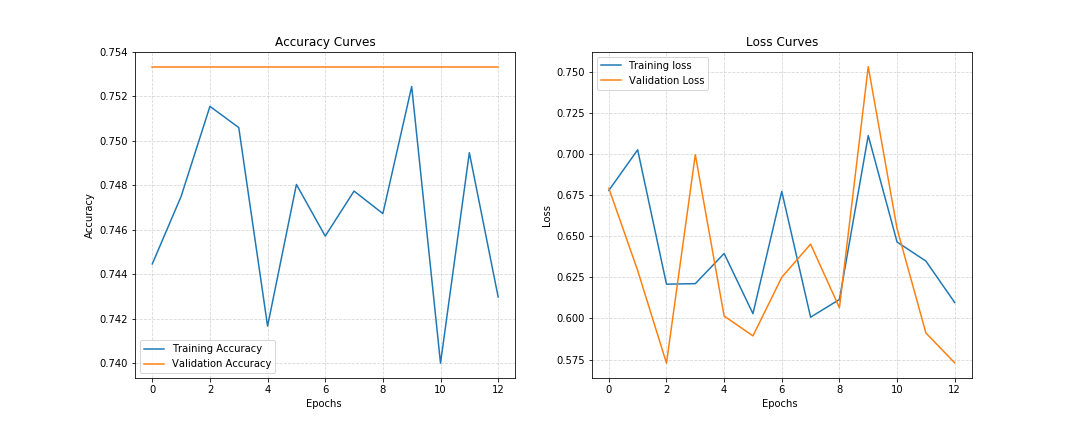 Accuracy Curves
0.754
0.752
0.750
0.748
0.746
0.744
0.742
0.740
Accuracy
Training Accuracy
Validation Accuracy
0 2 4 6 8 10 12
Epochs
Loss Curves
0.750
0.725
0.700
0.675
0.650
0.625
0.600
0.575
Loss
Training loss
Validation Loss
0 2 4 6 8 10 12
Epochs